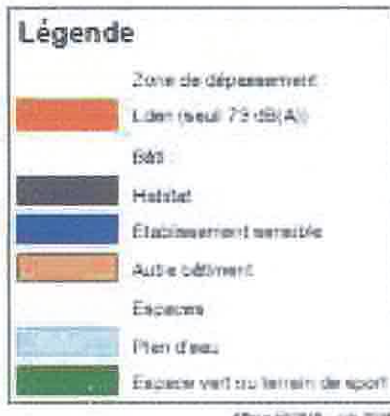 Légende
Zone de dépassement
Lden (seuil 73 dB(A))
Bâti
Habitat
Etablissement sensible
Autre bâtiment
Espaces
Plan d'eau
Espace vert ou terrain de sport